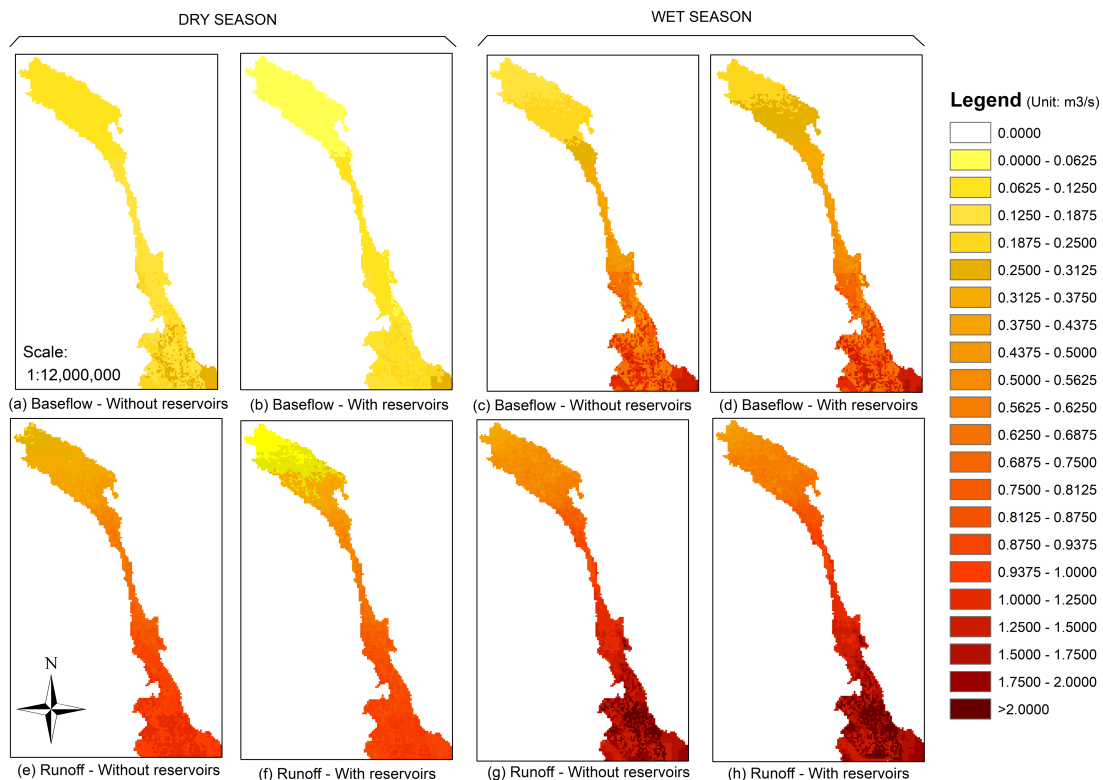 DRY SEASON
WET SEASON
Scale:
1:12,000,000
(a) Baseflow - Without reservoirs
(b) Baseflow - With reservoirs
(c) Baseflow - Without reservoirs
(d) Baseflow - With reservoirs
N
(e) Runoff - Without reservoirs
(f) Runoff - With reservoirs
(g) Runoff - Without reservoirs
(h) Runoff - With reservoirs
Legend (Unit: m3/s)
0.0000
0.0000 - 0.0625
0.0625 - 0.1250
0.1250 - 0.1875
0.1875 - 0.2500
0.2500 - 0.3125
0.3125 - 0.3750
0.3750 - 0.4375
0.4375 - 0.5000
0.5000 - 0.5625
0.5625 - 0.6250
0.6250 - 0.6875
0.6875 - 0.7500
0.7500 - 0.8125
0.8125 - 0.8750
0.8750 - 0.9375
0.9375 - 1.0000
1.0000 - 1.2500
1.2500 - 1.5000
1.5000 - 1.7500
1.7500 - 2.0000
>2.0000